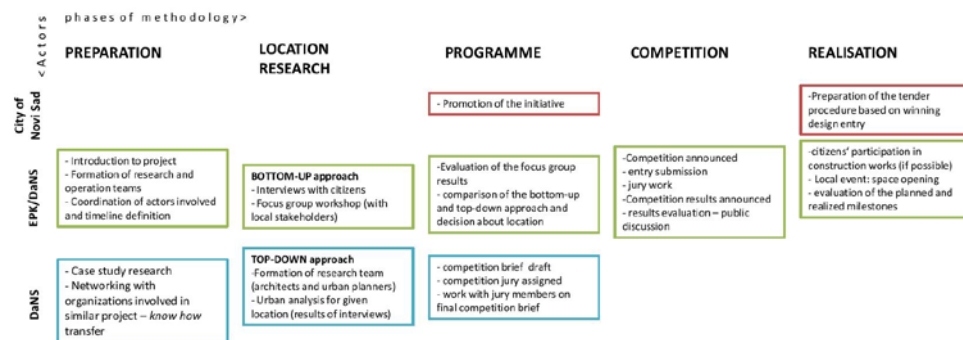 phases of methodology>
<Actors
PREPARATION
LOCATION
RESEARCH
PROGRAMME
COMPETITION
REALISATION
City of
Novi Sad
- Promotion of the initiative
-Preparation of the tender
procedure based on winning
design entry
EPK/DaNS
- Introduction to project
- Formation of research and
operation teams
- Coordination of actors involved
and timeline definition
BOTTOM-UP approach
- Interviews with citizens
- Focus group workshop (with
local stakeholders)
-Evaluation of the focus group
results
- comparison of the bottom-up
and top-down approach and
decision about location
-Competition announced
- entry submission
- jury work
-Competition results announced
- results evaluation – public
discussion
-citizens' participation in
construction works (if possible)
- Local event: space opening
- evaluation of the planned and
realized milestones
DaNS
- Case study research
- Networking with
organizations involved in
similar project – know how
transfer
TOP-DOWN approach
-Formation of research team
(architects and urban planners)
- Urban analysis for given
location (results of interviews)
- competition brief draft
- competition jury assigned
- work with jury members on
final competition brief